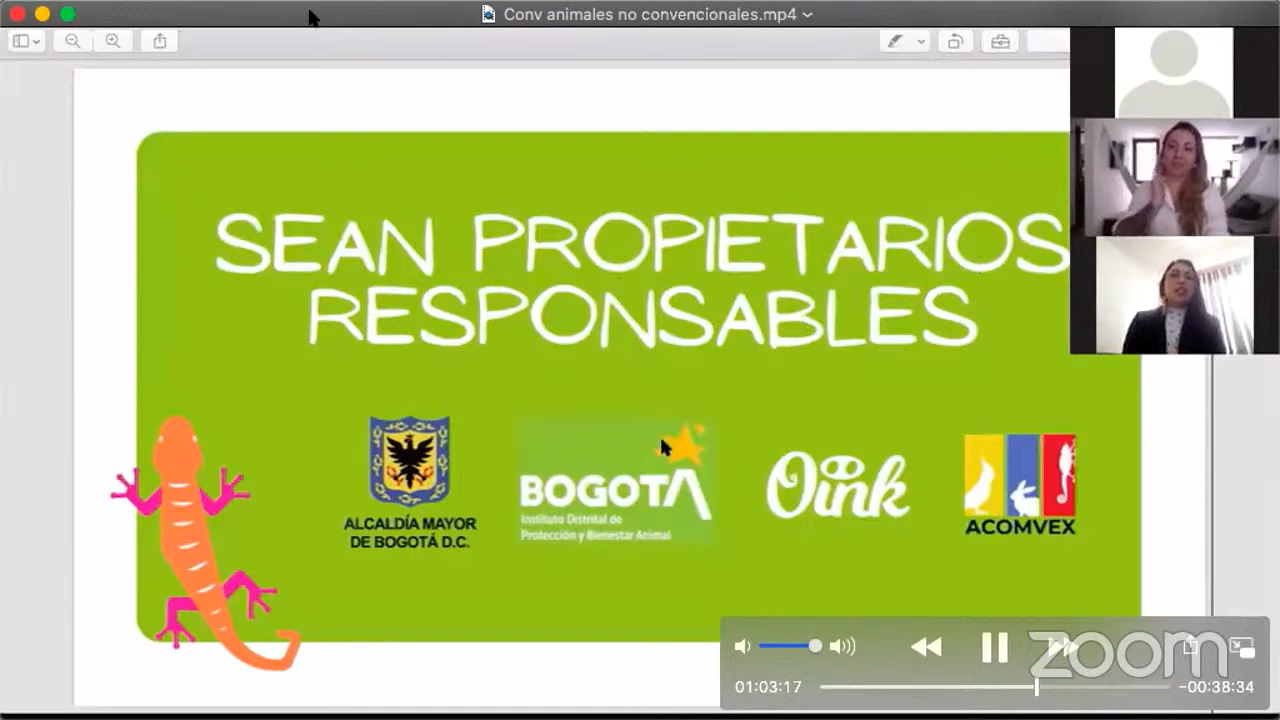 Conv animales no convencionales.mp4
SEAN PROPIETARIOS
RESPONSABLES
ALCALDÍA MAYOR
DE BOGOTÁ D.C.
BOGOTÁ
Instituto Distrital de
Protección y Bienestar Animal
Oink
ACOMVEX
zoom
01:03:17
-00:38:34